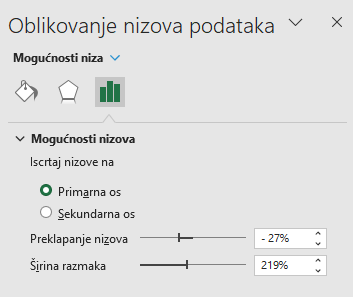 Oblikovanje nizova podataka
Mogućnosti niza
Mogućnosti nizova
Iscrtaj nizove na
Primarna os
Sekundarna os
Preklapanje nizova - 27%
Širina razmaka 219%